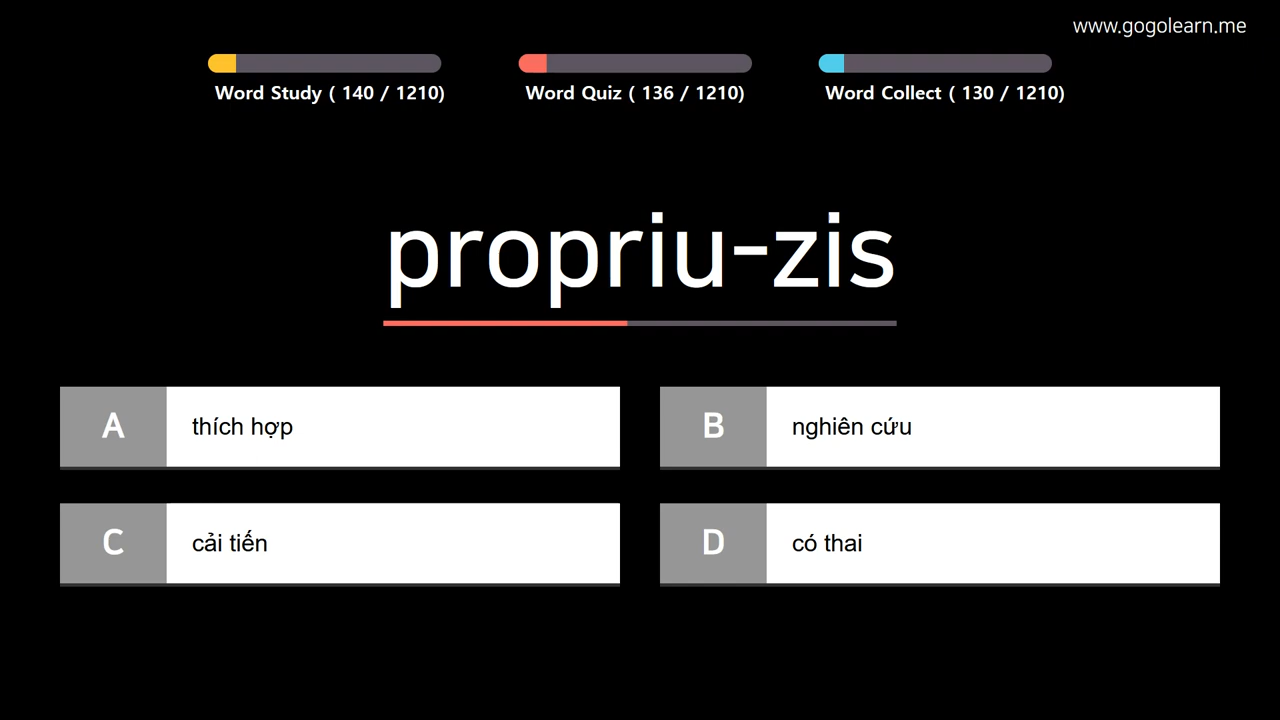 www.gogolearn.me
Word Study ( 140 / 1210)
Word Quiz ( 136 / 1210)
Word Collect ( 130 / 1210)
propriu-zis
A thích hợp
B nghiên cứu
C cải tiến
D có thai